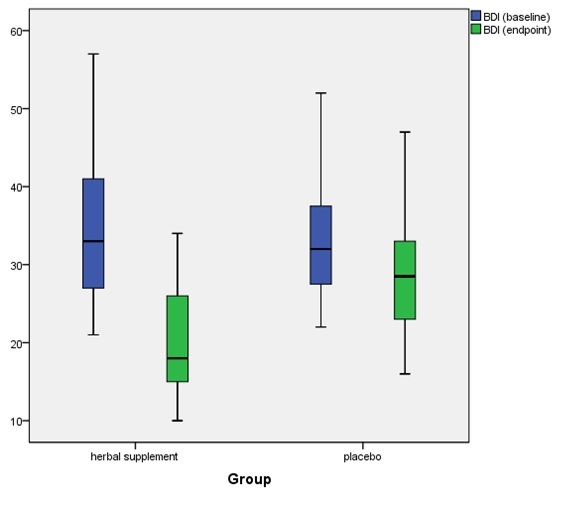 BDI (baseline)
BDI (endpoint)
60
50
40
30
20
10
herbal supplement
placebo
Group